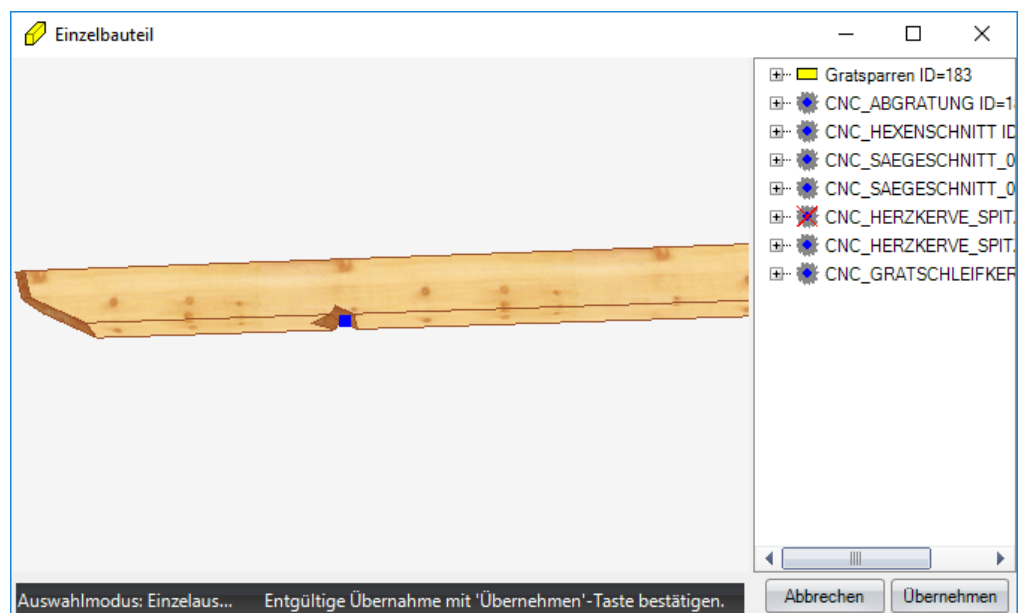 Einzelbauteil
Gratsparren ID=183
CNC_ABGRATUNG ID=18
CNC_HEXENSCHNITT ID
CNC_SAEGESCHNITT_0
CNC_SAEGESCHNITT_0
CNC_HERZKERVE_SPIT.
CNC_HERZKERVE_SPIT.
CNC_GRATSCHLEIFKER
Auswahlmodus: Einzelaus... Entgültige Übernahme mit 'Übernehmen'-Taste bestätigen.
Abbrechen Übernehmen